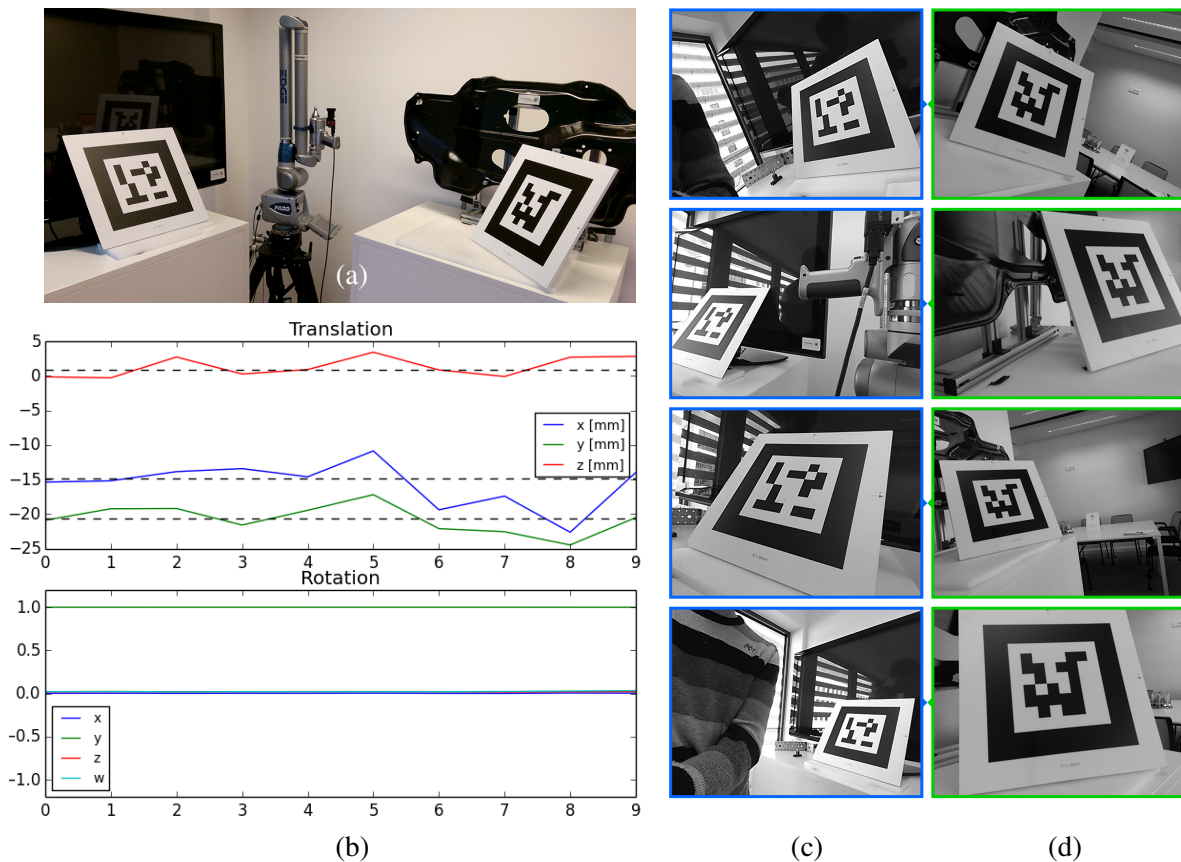 EDGE
FARO
(a)
Translation
5
0
−5
−10
−15
−20
−25
x [mm]
y [mm]
z [mm]
0 1 2 3 4 5 6 7 8 9
Rotation
1.0
0.5
0.0
−0.5
−1.0
x
y
z
w
0 1 2 3 4 5 6 7 8 9
(b)
(c)
(d)